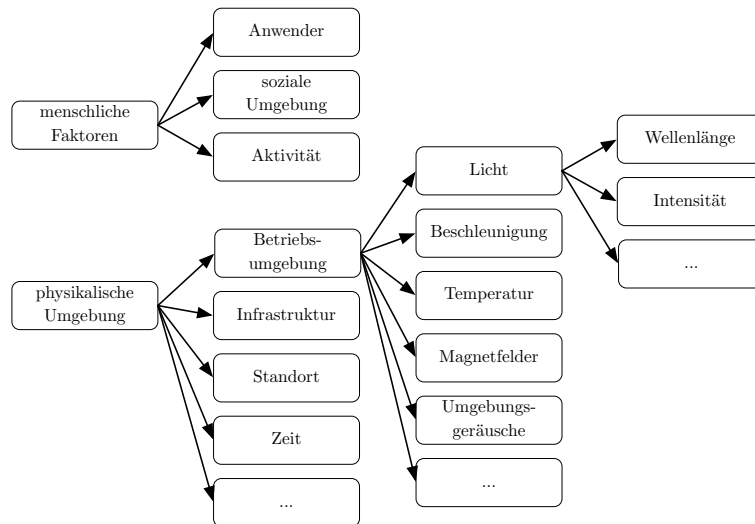 menschliche
Faktoren
Anwender
soziale
Umgebung
Aktivität
physikalische
Umgebung
Betriebs-
umgebung
Infrastruktur
Standort
Zeit
...
Licht
Beschleunigung
Temperatur
Magnetfelder
Umgebungs-
geräusche
...
Wellenlänge
Intensität
...